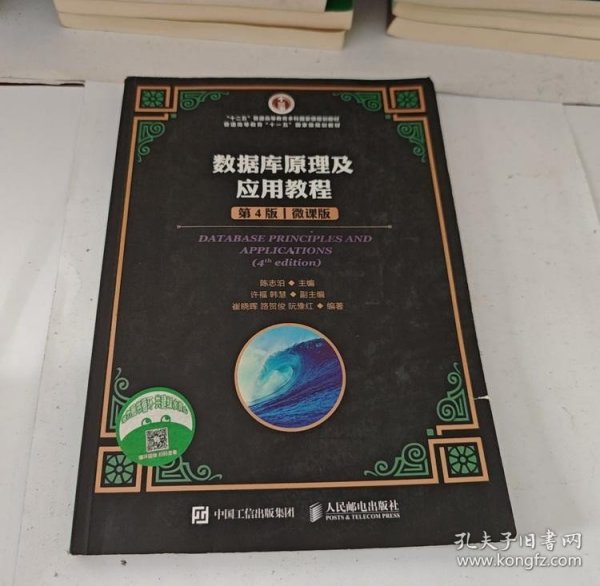 “十二五”普通高等教育本科国家级规划教材
普通高等教育“十一五”国家级规划教材
数据库原理及
应用教程
第4版 微课版
DATABASE PRINCIPLES AND
APPLICATIONS
(4th edition)
陈志泊 ◆ 主编
许福 韩慧 ◆ 副主编
崔晓晖 路贺俊 阮豫红 ◆ 编著
中国工信出版集团
人民邮电出版社
POSTS & TELECOM PRESS
孔夫子旧书网
www.kongfz.com